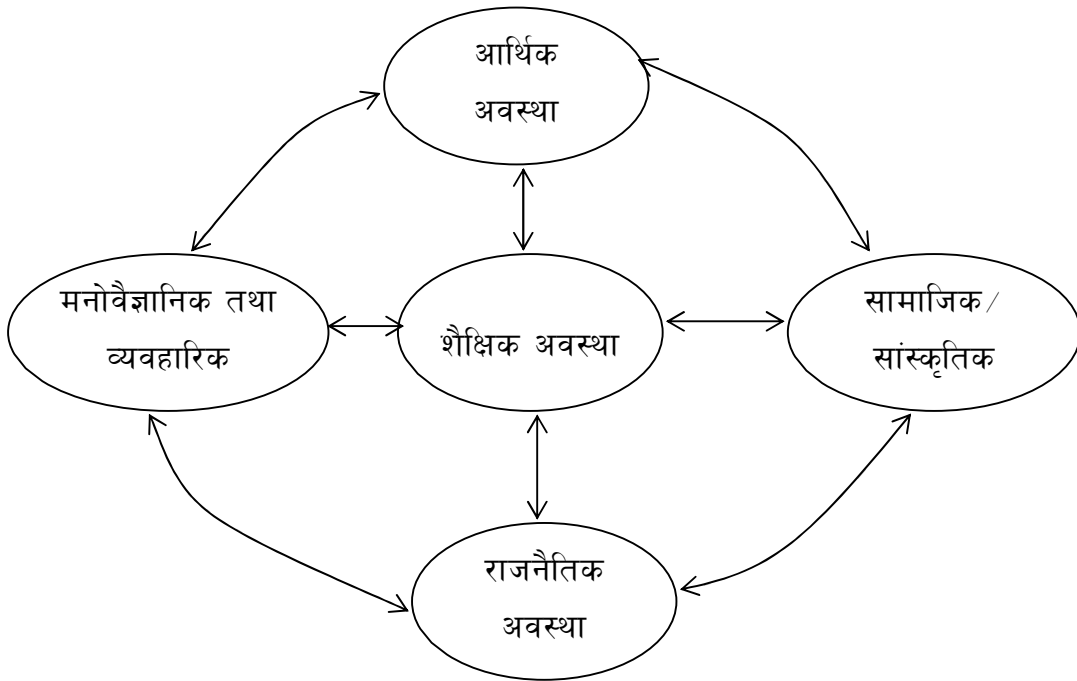 आर्थिक
अवस्था
मनोवैज्ञानिक तथा
व्यवहारिक
शैक्षिक अवस्था
सामाजिक/
सांस्कृतिक
राजनैतिक
अवस्था